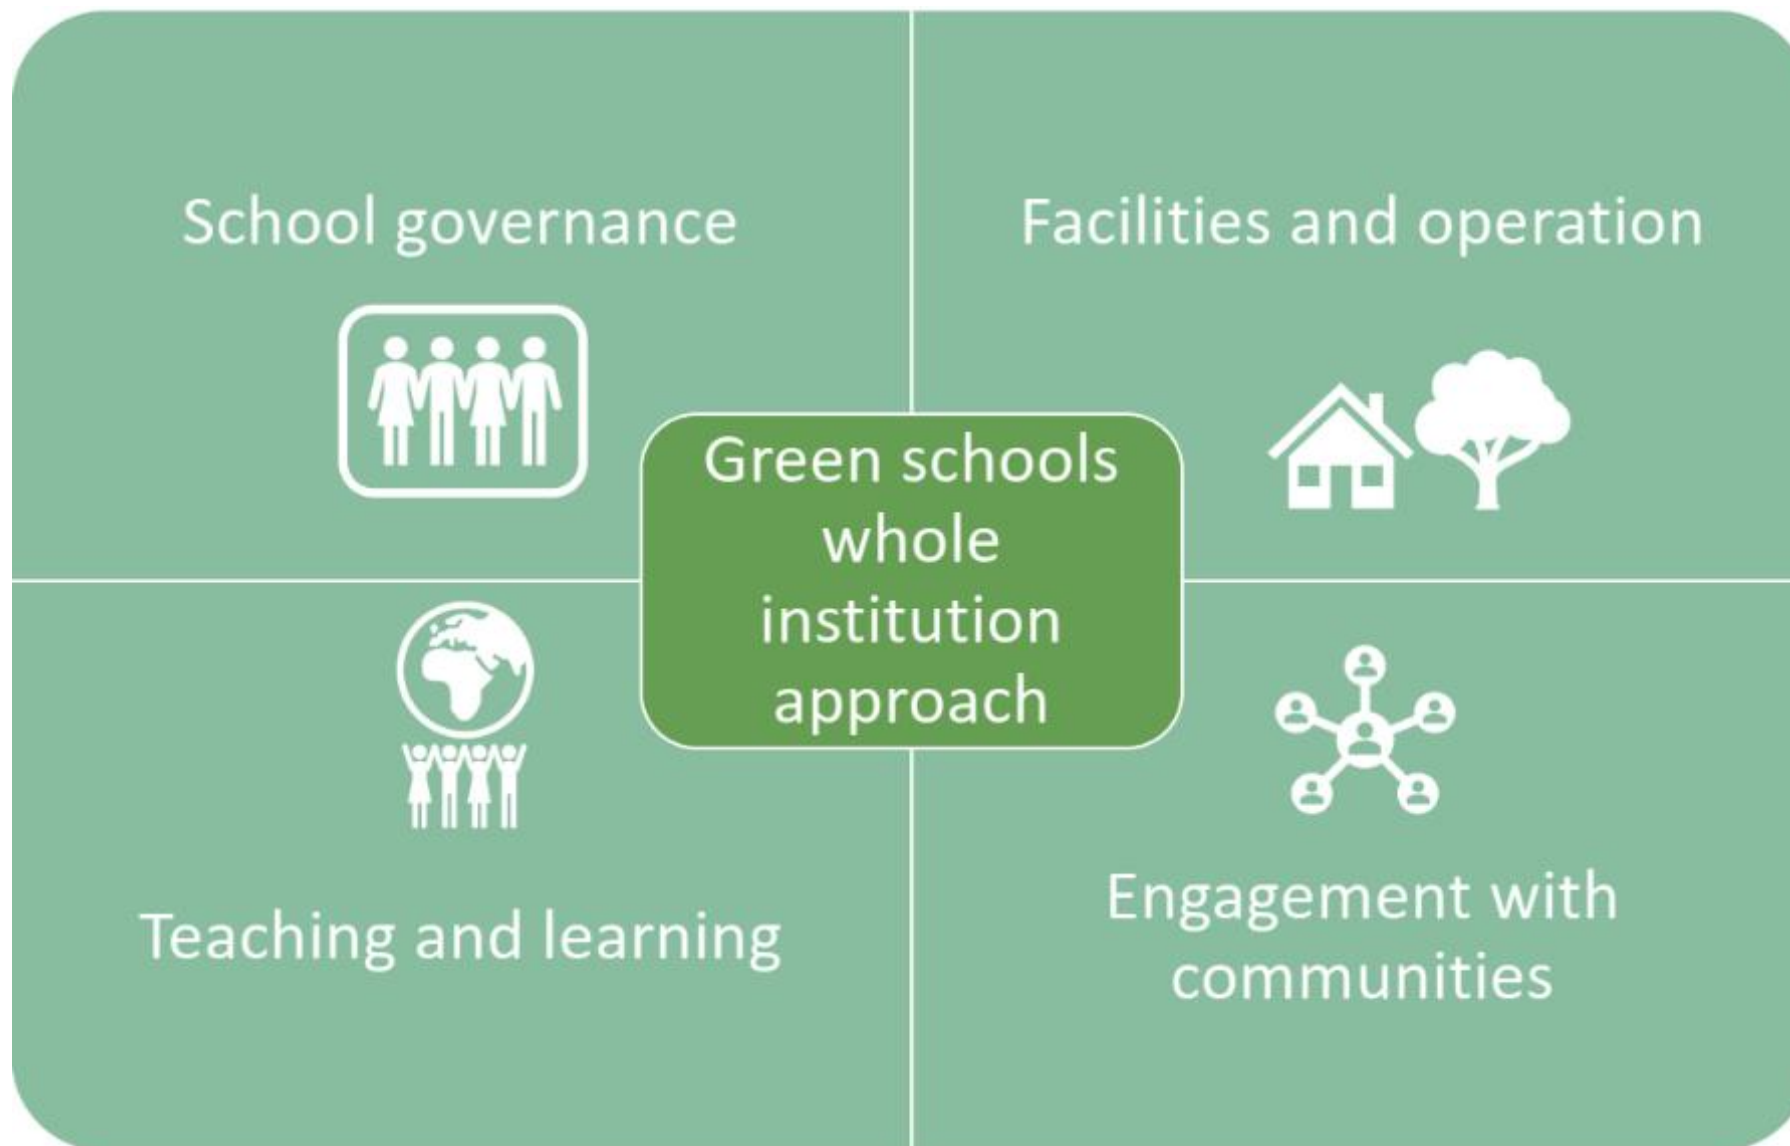 School governance
Facilities and operation
Green schools
whole
institution
approach
Teaching and learning
Engagement with
communities